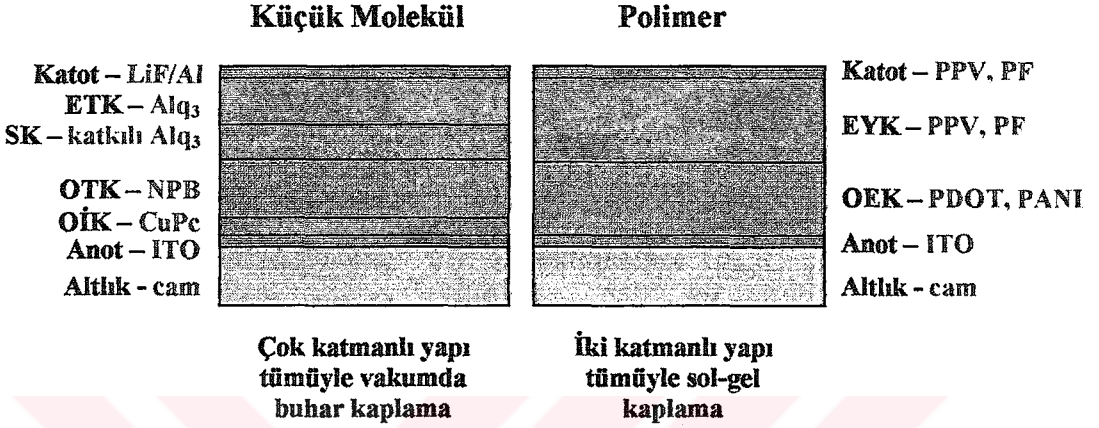 Küçük Molekül
Katot – LiF/Al
ETK – Alq₃
SK – katkılı Alq₃
OTK – NPB
OİK – CuPc
Anot – ITO
Altlık - cam
Çok katmanlı yapı
tümüyle vakumda
buhar kaplama
Polimer
Katot – PPV, PF
EYK – PPV, PF
OEK – PDOT, PANI
Anot – ITO
Altlık - cam
İki katmanlı yapı
tümüyle sol-gel
kaplama